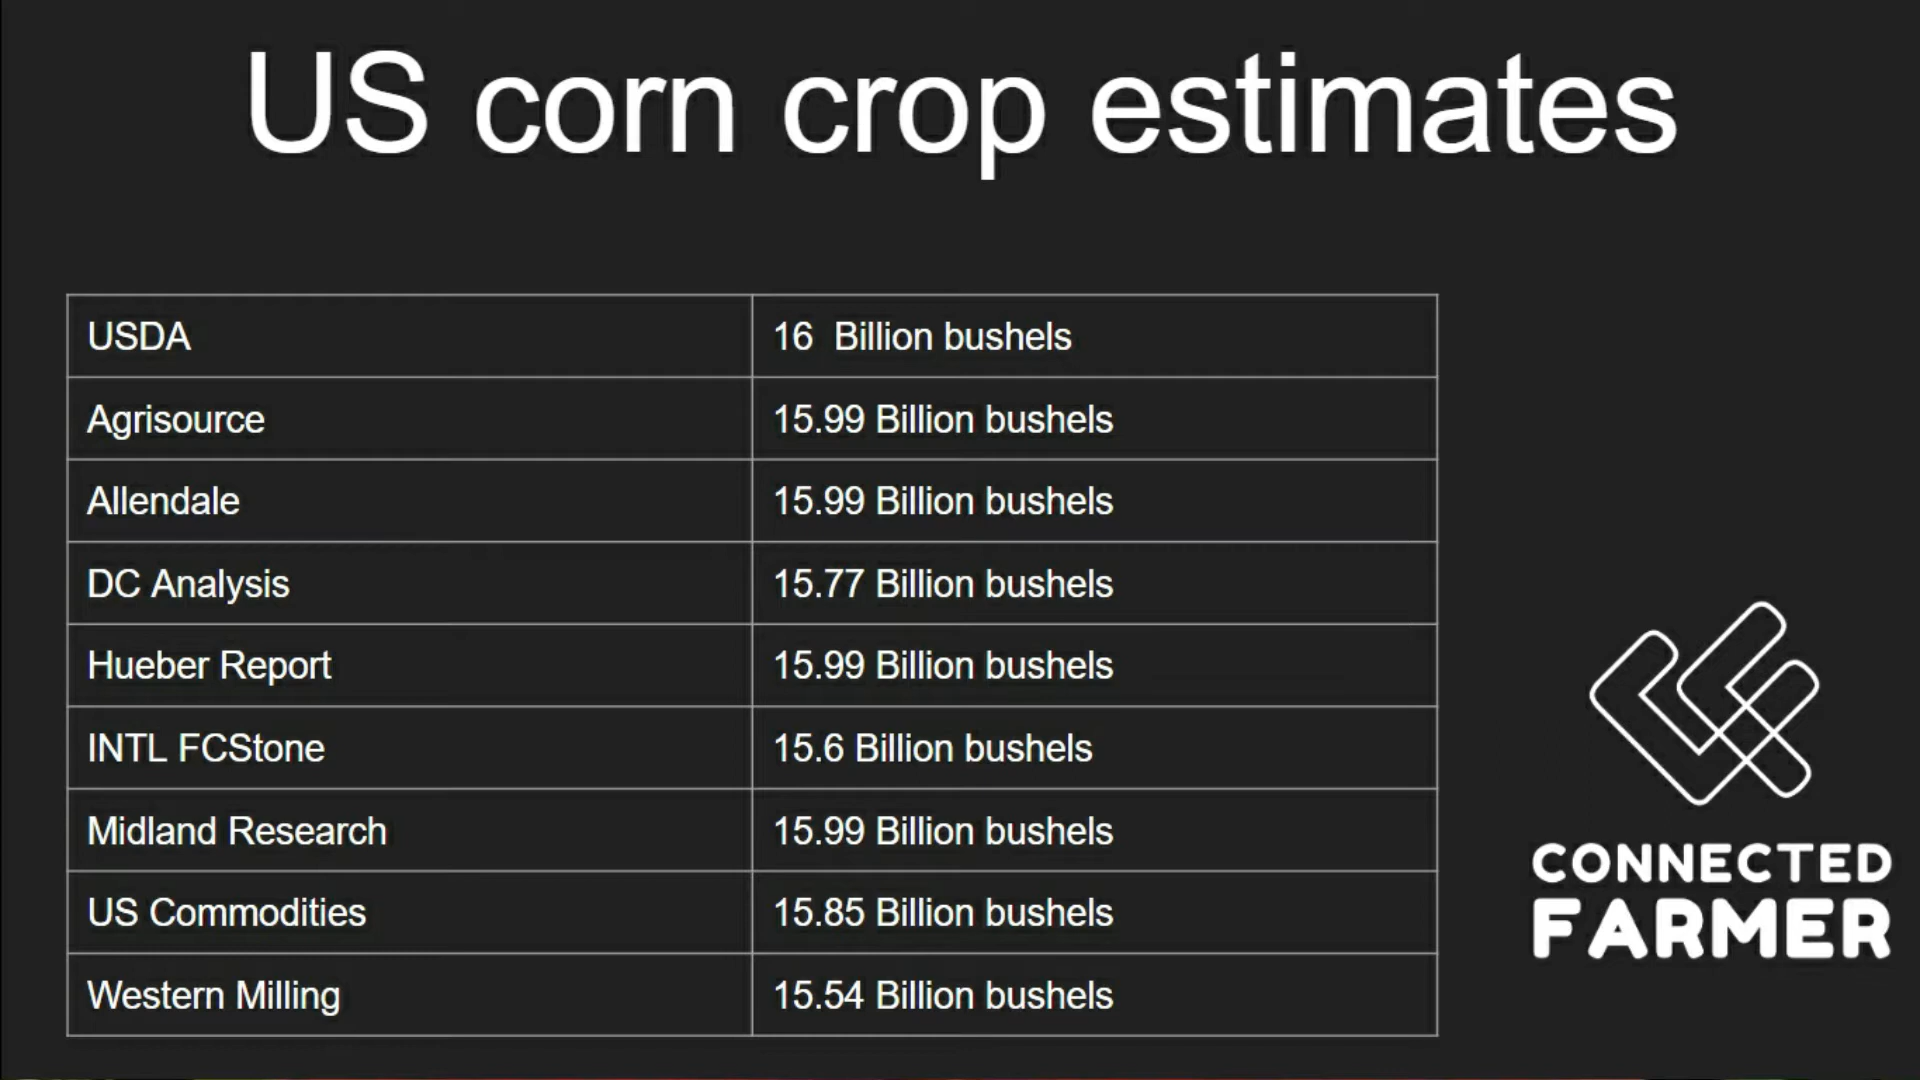 US corn crop estimates
USDA 16 Billion bushels
Agrisource 15.99 Billion bushels
Allendale 15.99 Billion bushels
DC Analysis 15.77 Billion bushels
Hueber Report 15.99 Billion bushels
INTL FCStone 15.6 Billion bushels
Midland Research 15.99 Billion bushels
US Commodities 15.85 Billion bushels
Western Milling 15.54 Billion bushels
CONNECTED
FARMER